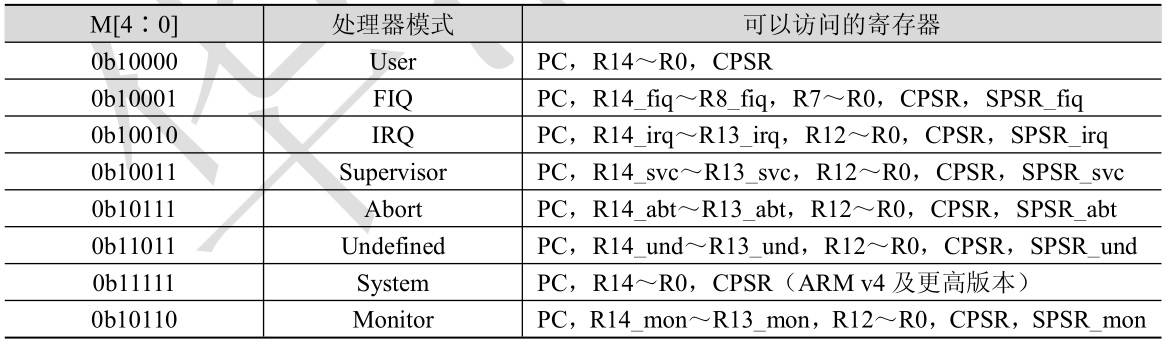 M[4∶0] 处理器模式 可以访问的寄存器
0b10000 User PC，R14～R0，CPSR
0b10001 FIQ PC，R14_fiq～R8_fiq，R7～R0，CPSR，SPSR_fiq
0b10010 IRQ PC，R14_irq～R13_irq，R12～R0，CPSR，SPSR_irq
0b10011 Supervisor PC，R14_svc～R13_svc，R12～R0，CPSR，SPSR_svc
0b10111 Abort PC，R14_abt～R13_abt，R12～R0，CPSR，SPSR_abt
0b11011 Undefined PC，R14_und～R13_und，R12～R0，CPSR，SPSR_und
0b11111 System PC，R14～R0，CPSR（ARM v4 及更高版本）
0b10110 Monitor PC，R14_mon～R13_mon，R12～R0，CPSR，SPSR_mon